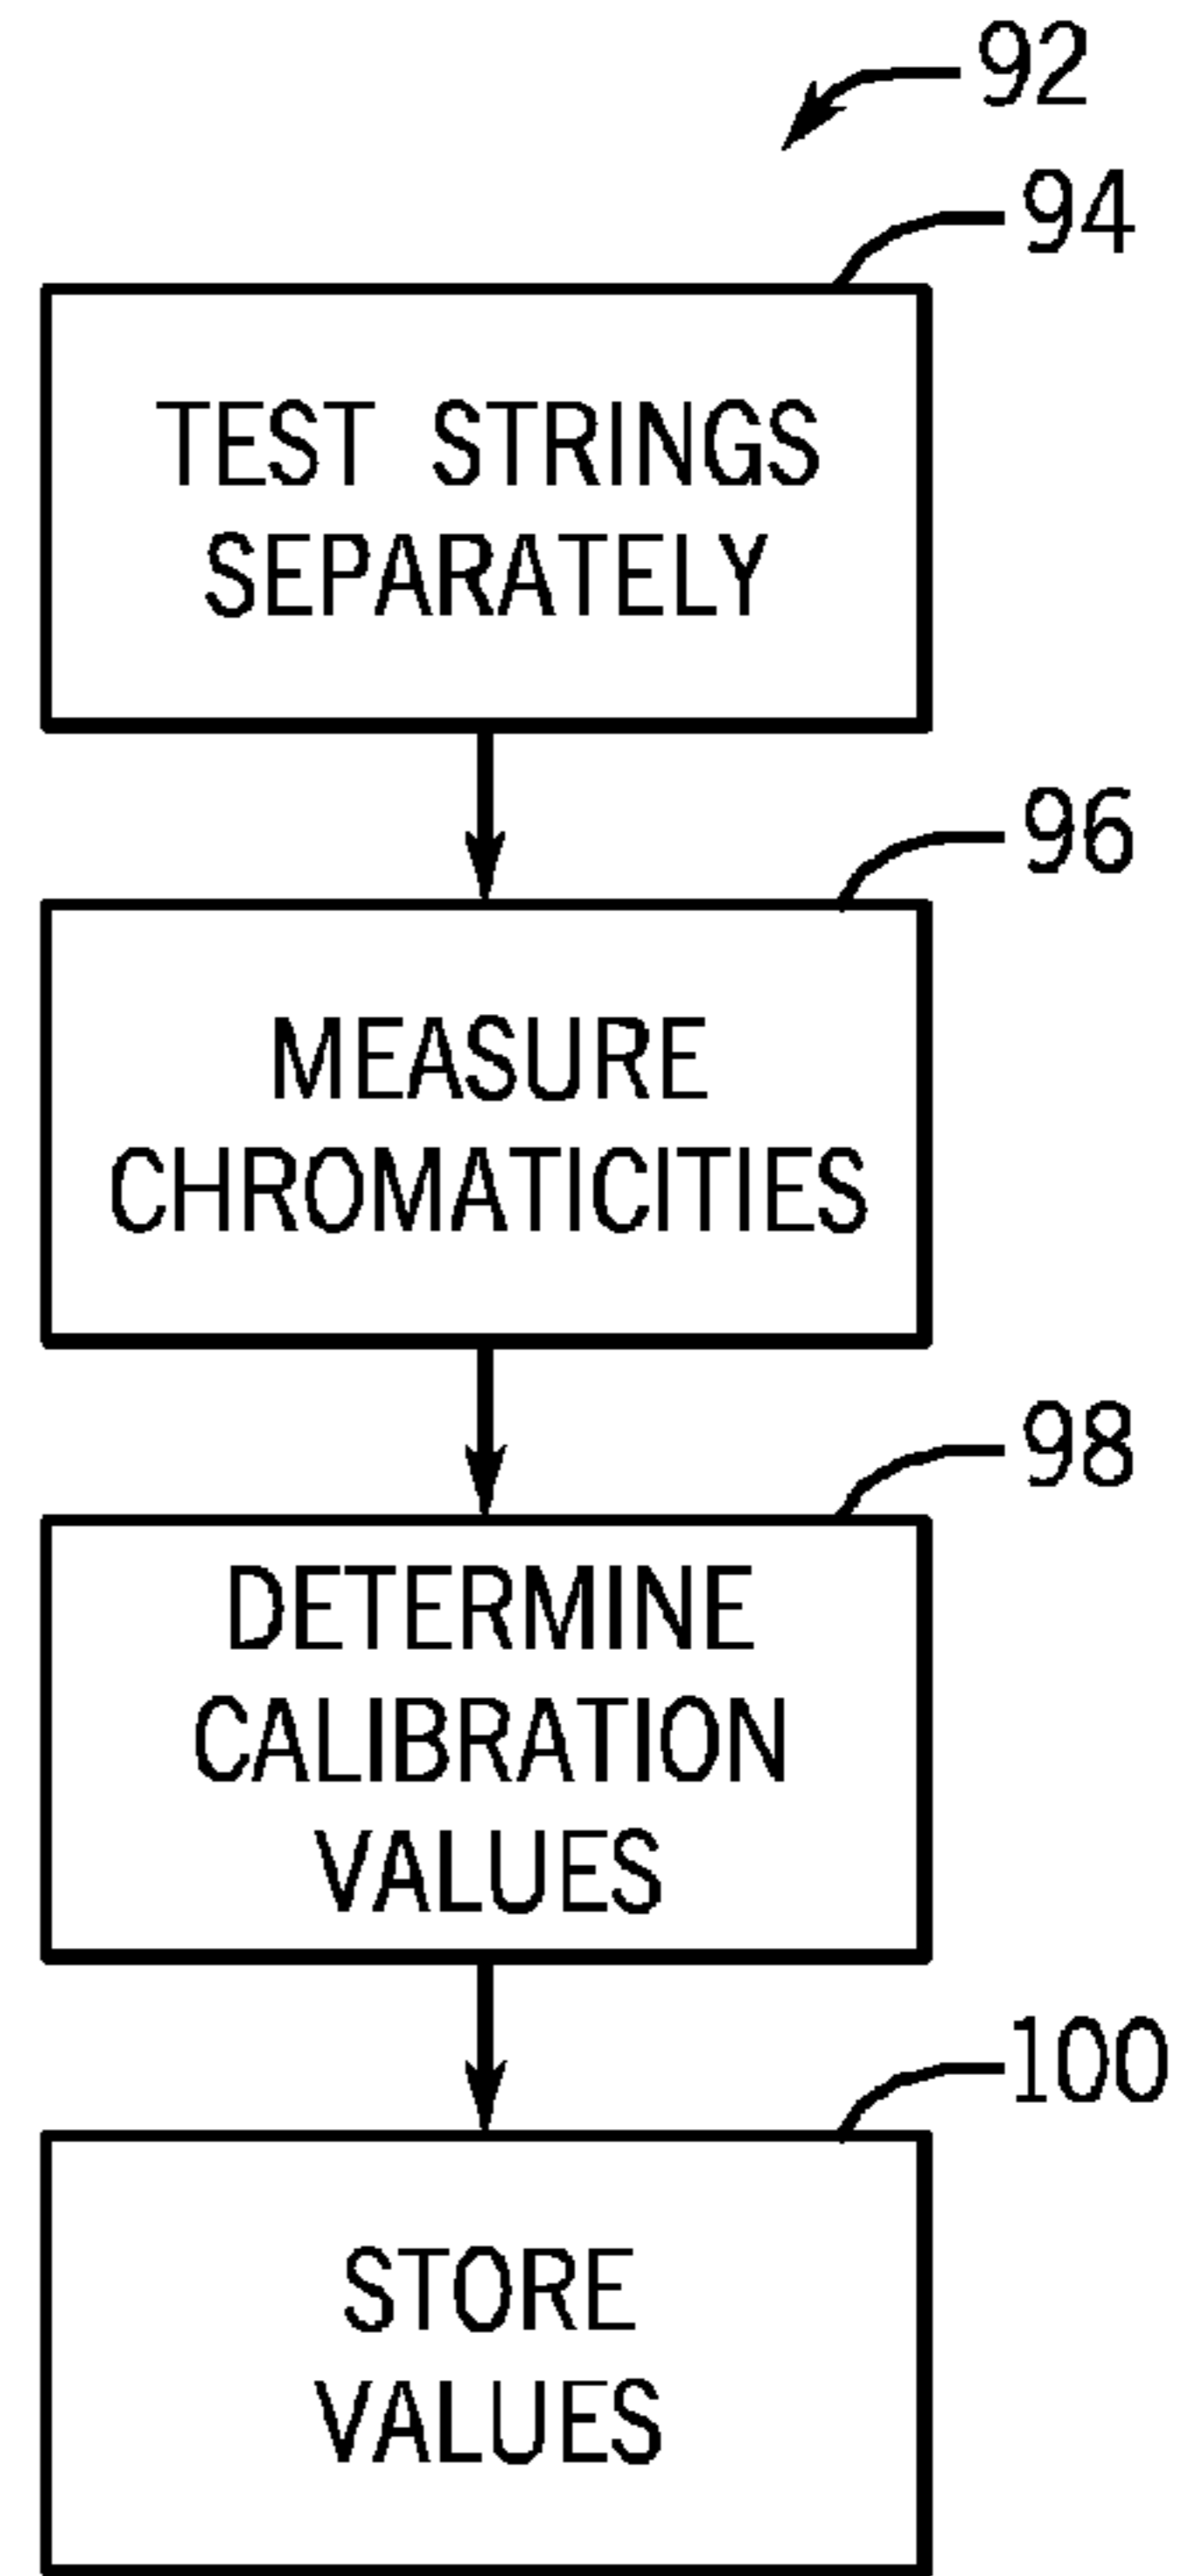 92
94
TEST STRINGS
SEPARATELY
96
MEASURE
CHROMATICITIES
98
DETERMINE
CALIBRATION
VALUES
100
STORE
VALUES